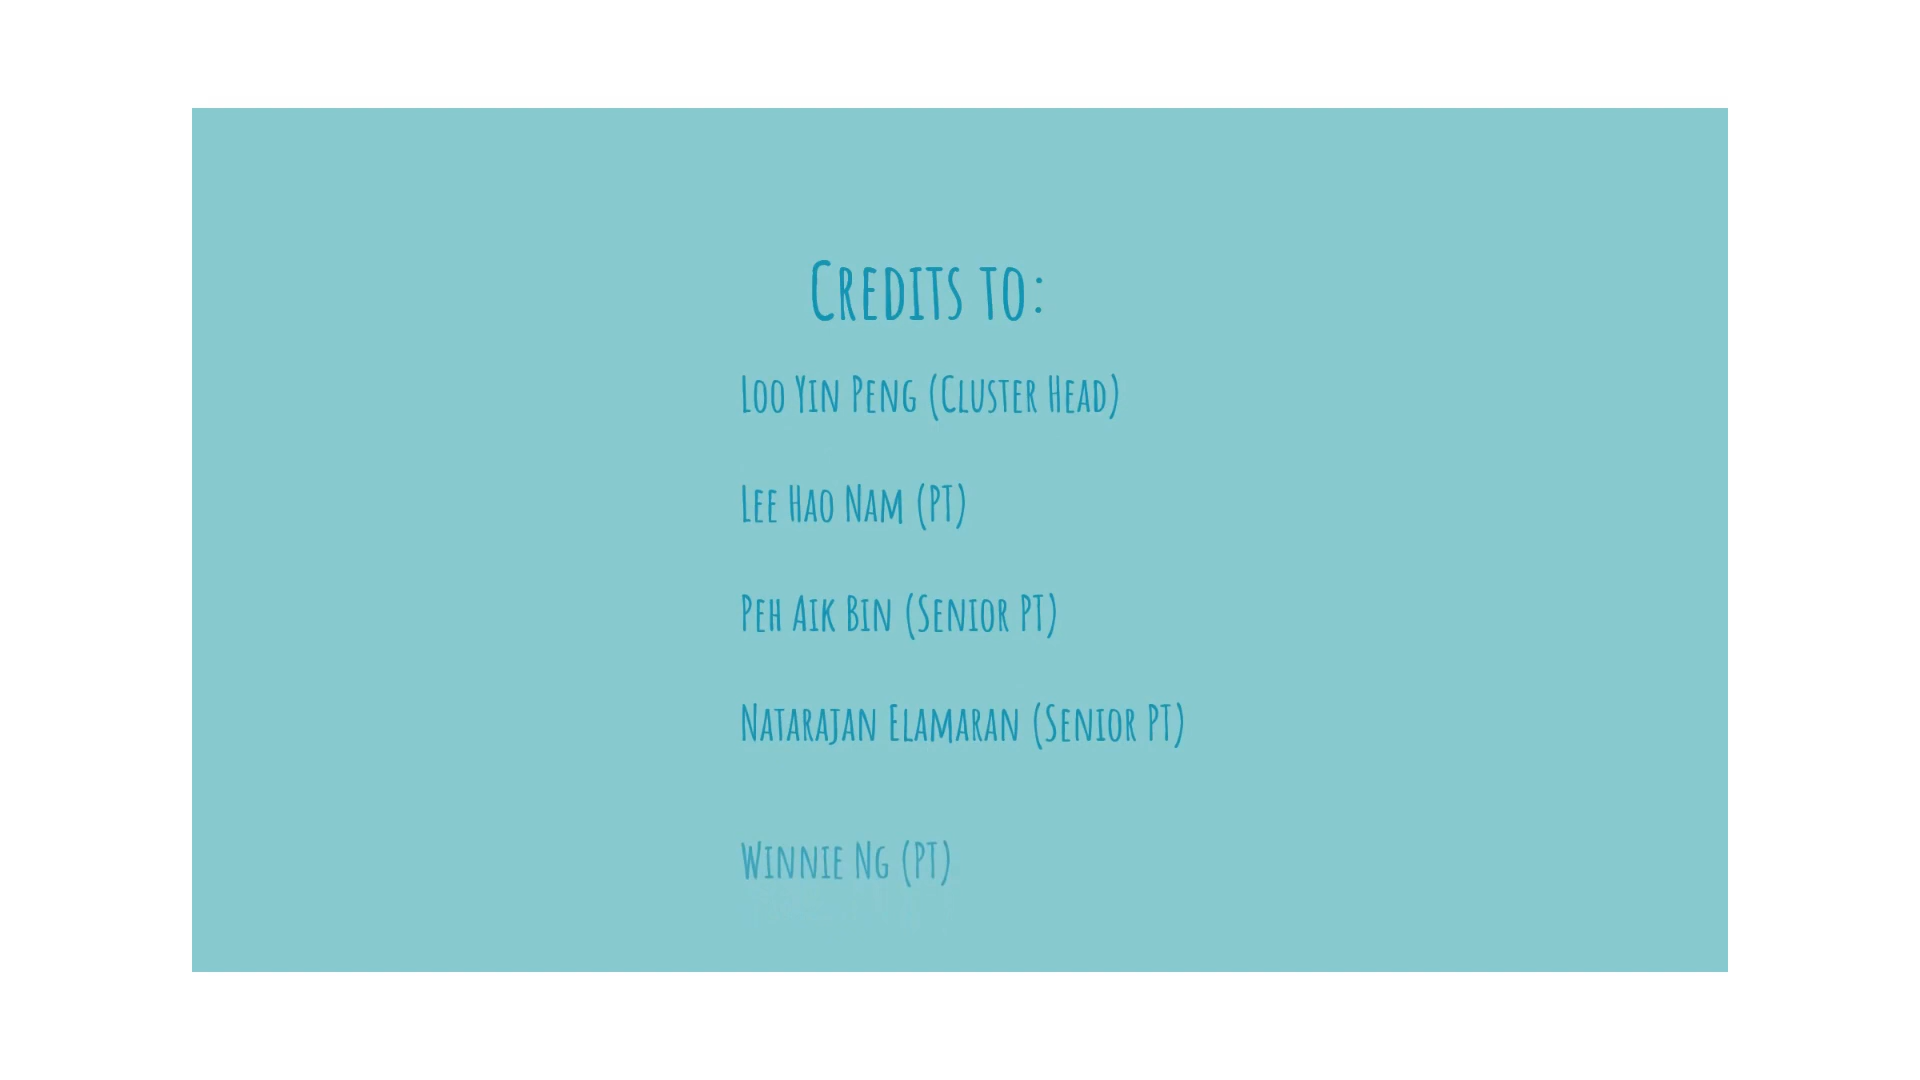 Credits to:
Loo Yin Peng (Cluster Head)
Lee Hao Nam (PT)
Peh Aik Bin (Senior PT)
Natarajan Elamaran (Senior PT)
Winnie Ng (PT)